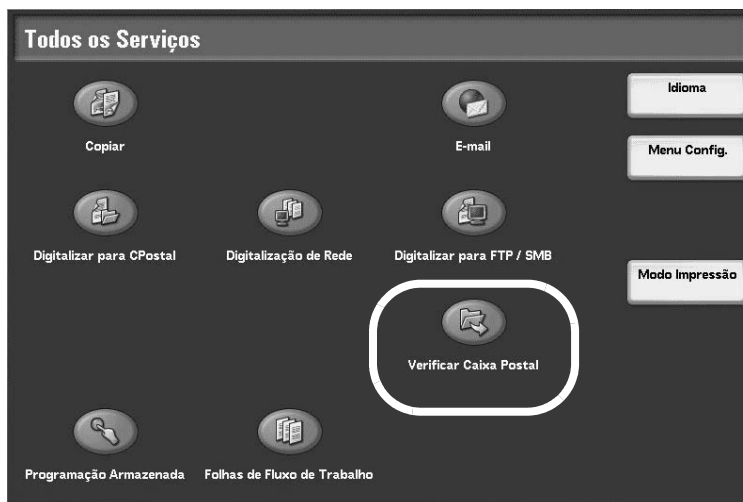 Todos os Serviços
Copiar
E-mail
Idioma
Menu Config.
Digitalizar para CPostal
Digitalização de Rede
Digitalizar para FTP / SMB
Modo Impressão
Verificar Caixa Postal
Programação Armazenada
Folhas de Fluxo de Trabalho